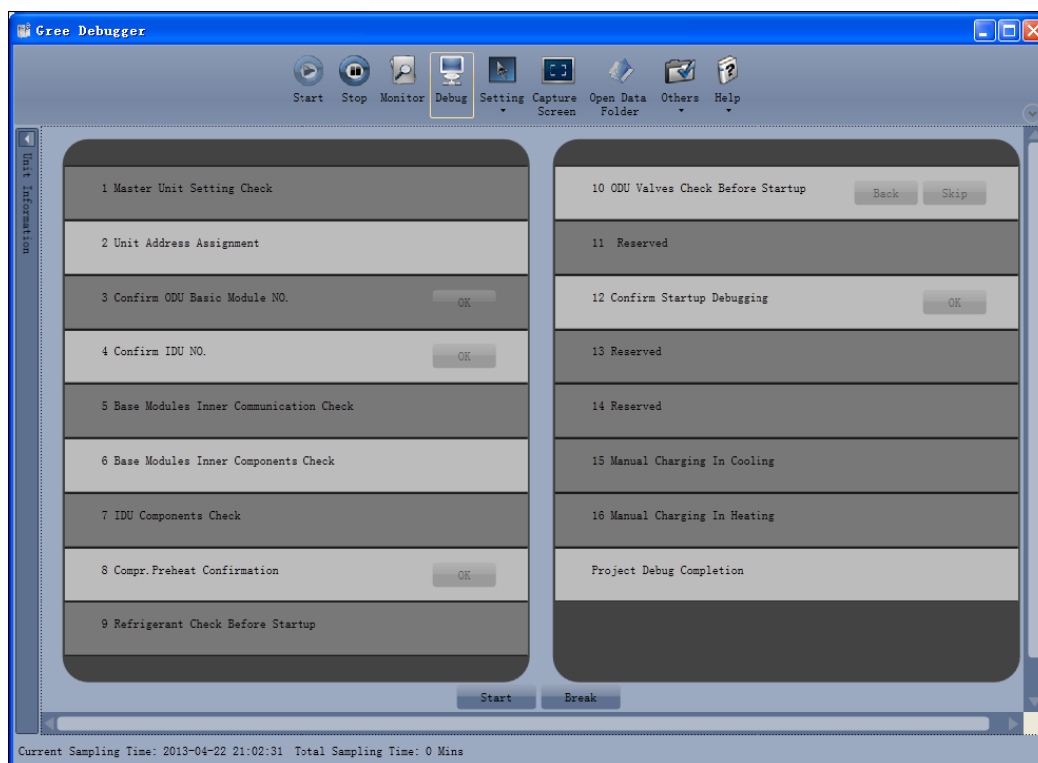 Gree Debugger
Start Stop Monitor Debug Setting Capture Screen Open Data Folder Others Help
Unit Information
1 Master Unit Setting Check
2 Unit Address Assignment
3 Confirm ODU Basic Module NO. OK
4 Confirm IDU NO. OK
5 Base Modules Inner Communication Check
6 Base Modules Inner Components Check
7 IDU Components Check
8 Compr.Preheat Confirmation OK
9 Refrigerant Check Before Startup
10 ODU Valves Check Before Startup Back Skip
11 Reserved
12 Confirm Startup Debugging OK
13 Reserved
14 Reserved
15 Manual Charging In Cooling
16 Manual Charging In Heating
Project Debug Completion
Start Break
Current Sampling Time: 2013-04-22 21:02:31 Total Sampling Time: 0 Mins